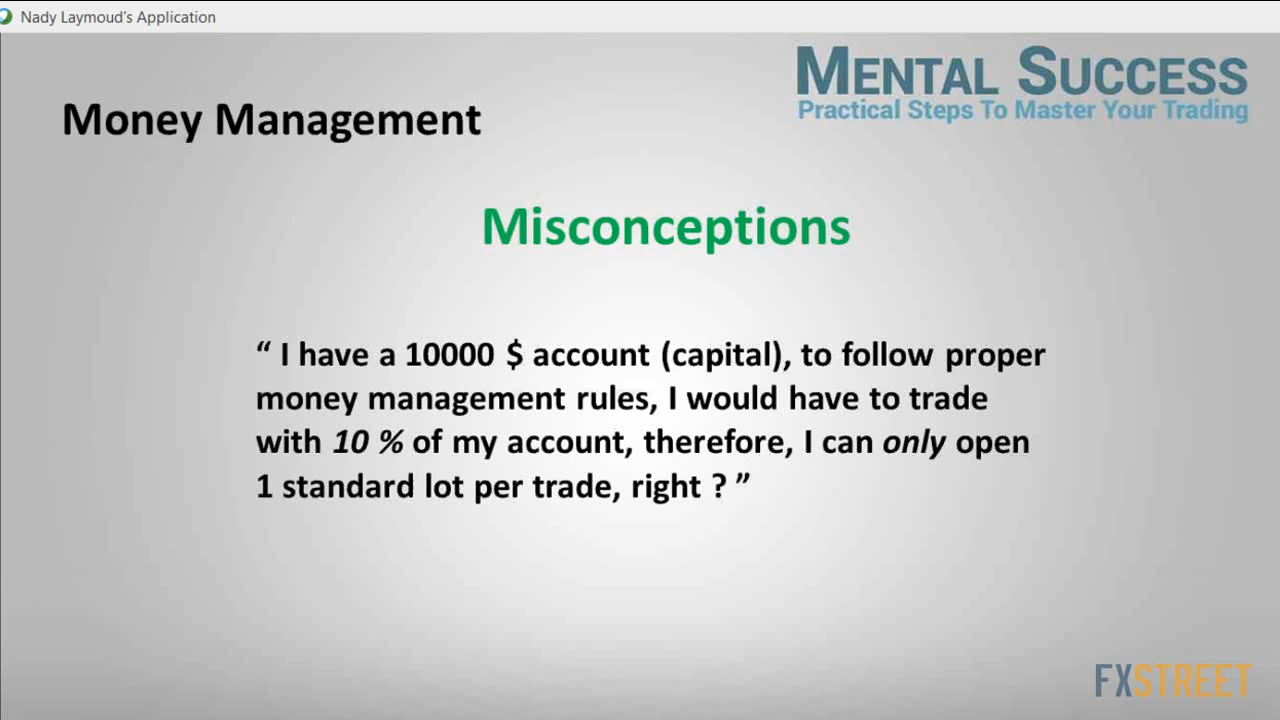 Nady Laymoud's Application
MENTAL SUCCESS
Practical Steps To Master Your Trading
Money Management
Misconceptions
“ I have a 10000 $ account (capital), to follow proper
money management rules, I would have to trade
with 10 % of my account, therefore, I can only open
1 standard lot per trade, right ? ”
FXSTREET